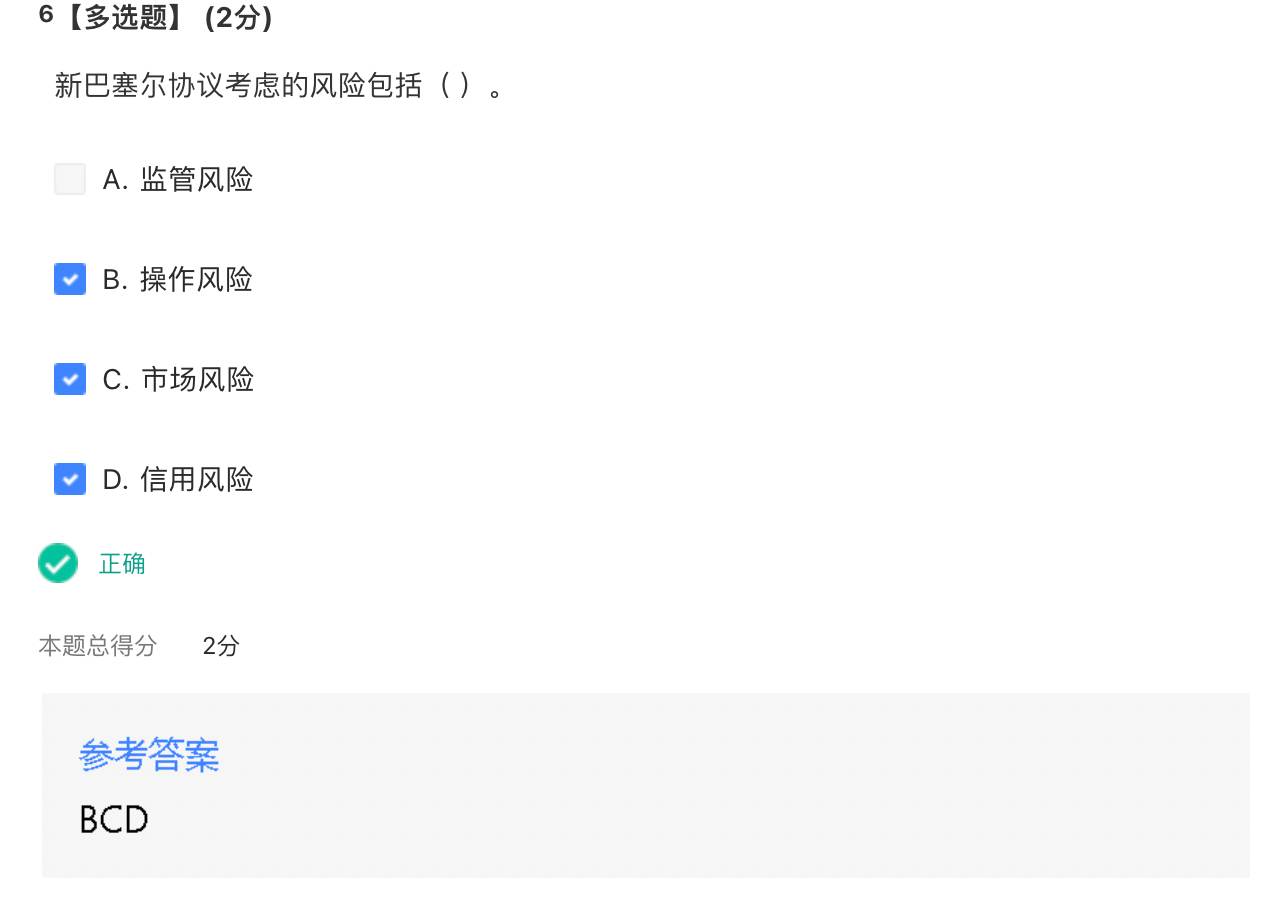 6【多选题】 (2分)
新巴塞尔协议考虑的风险包括（ ）。
A. 监管风险
B. 操作风险
C. 市场风险
D. 信用风险
正确
本题总得分 2分
参考答案
BCD